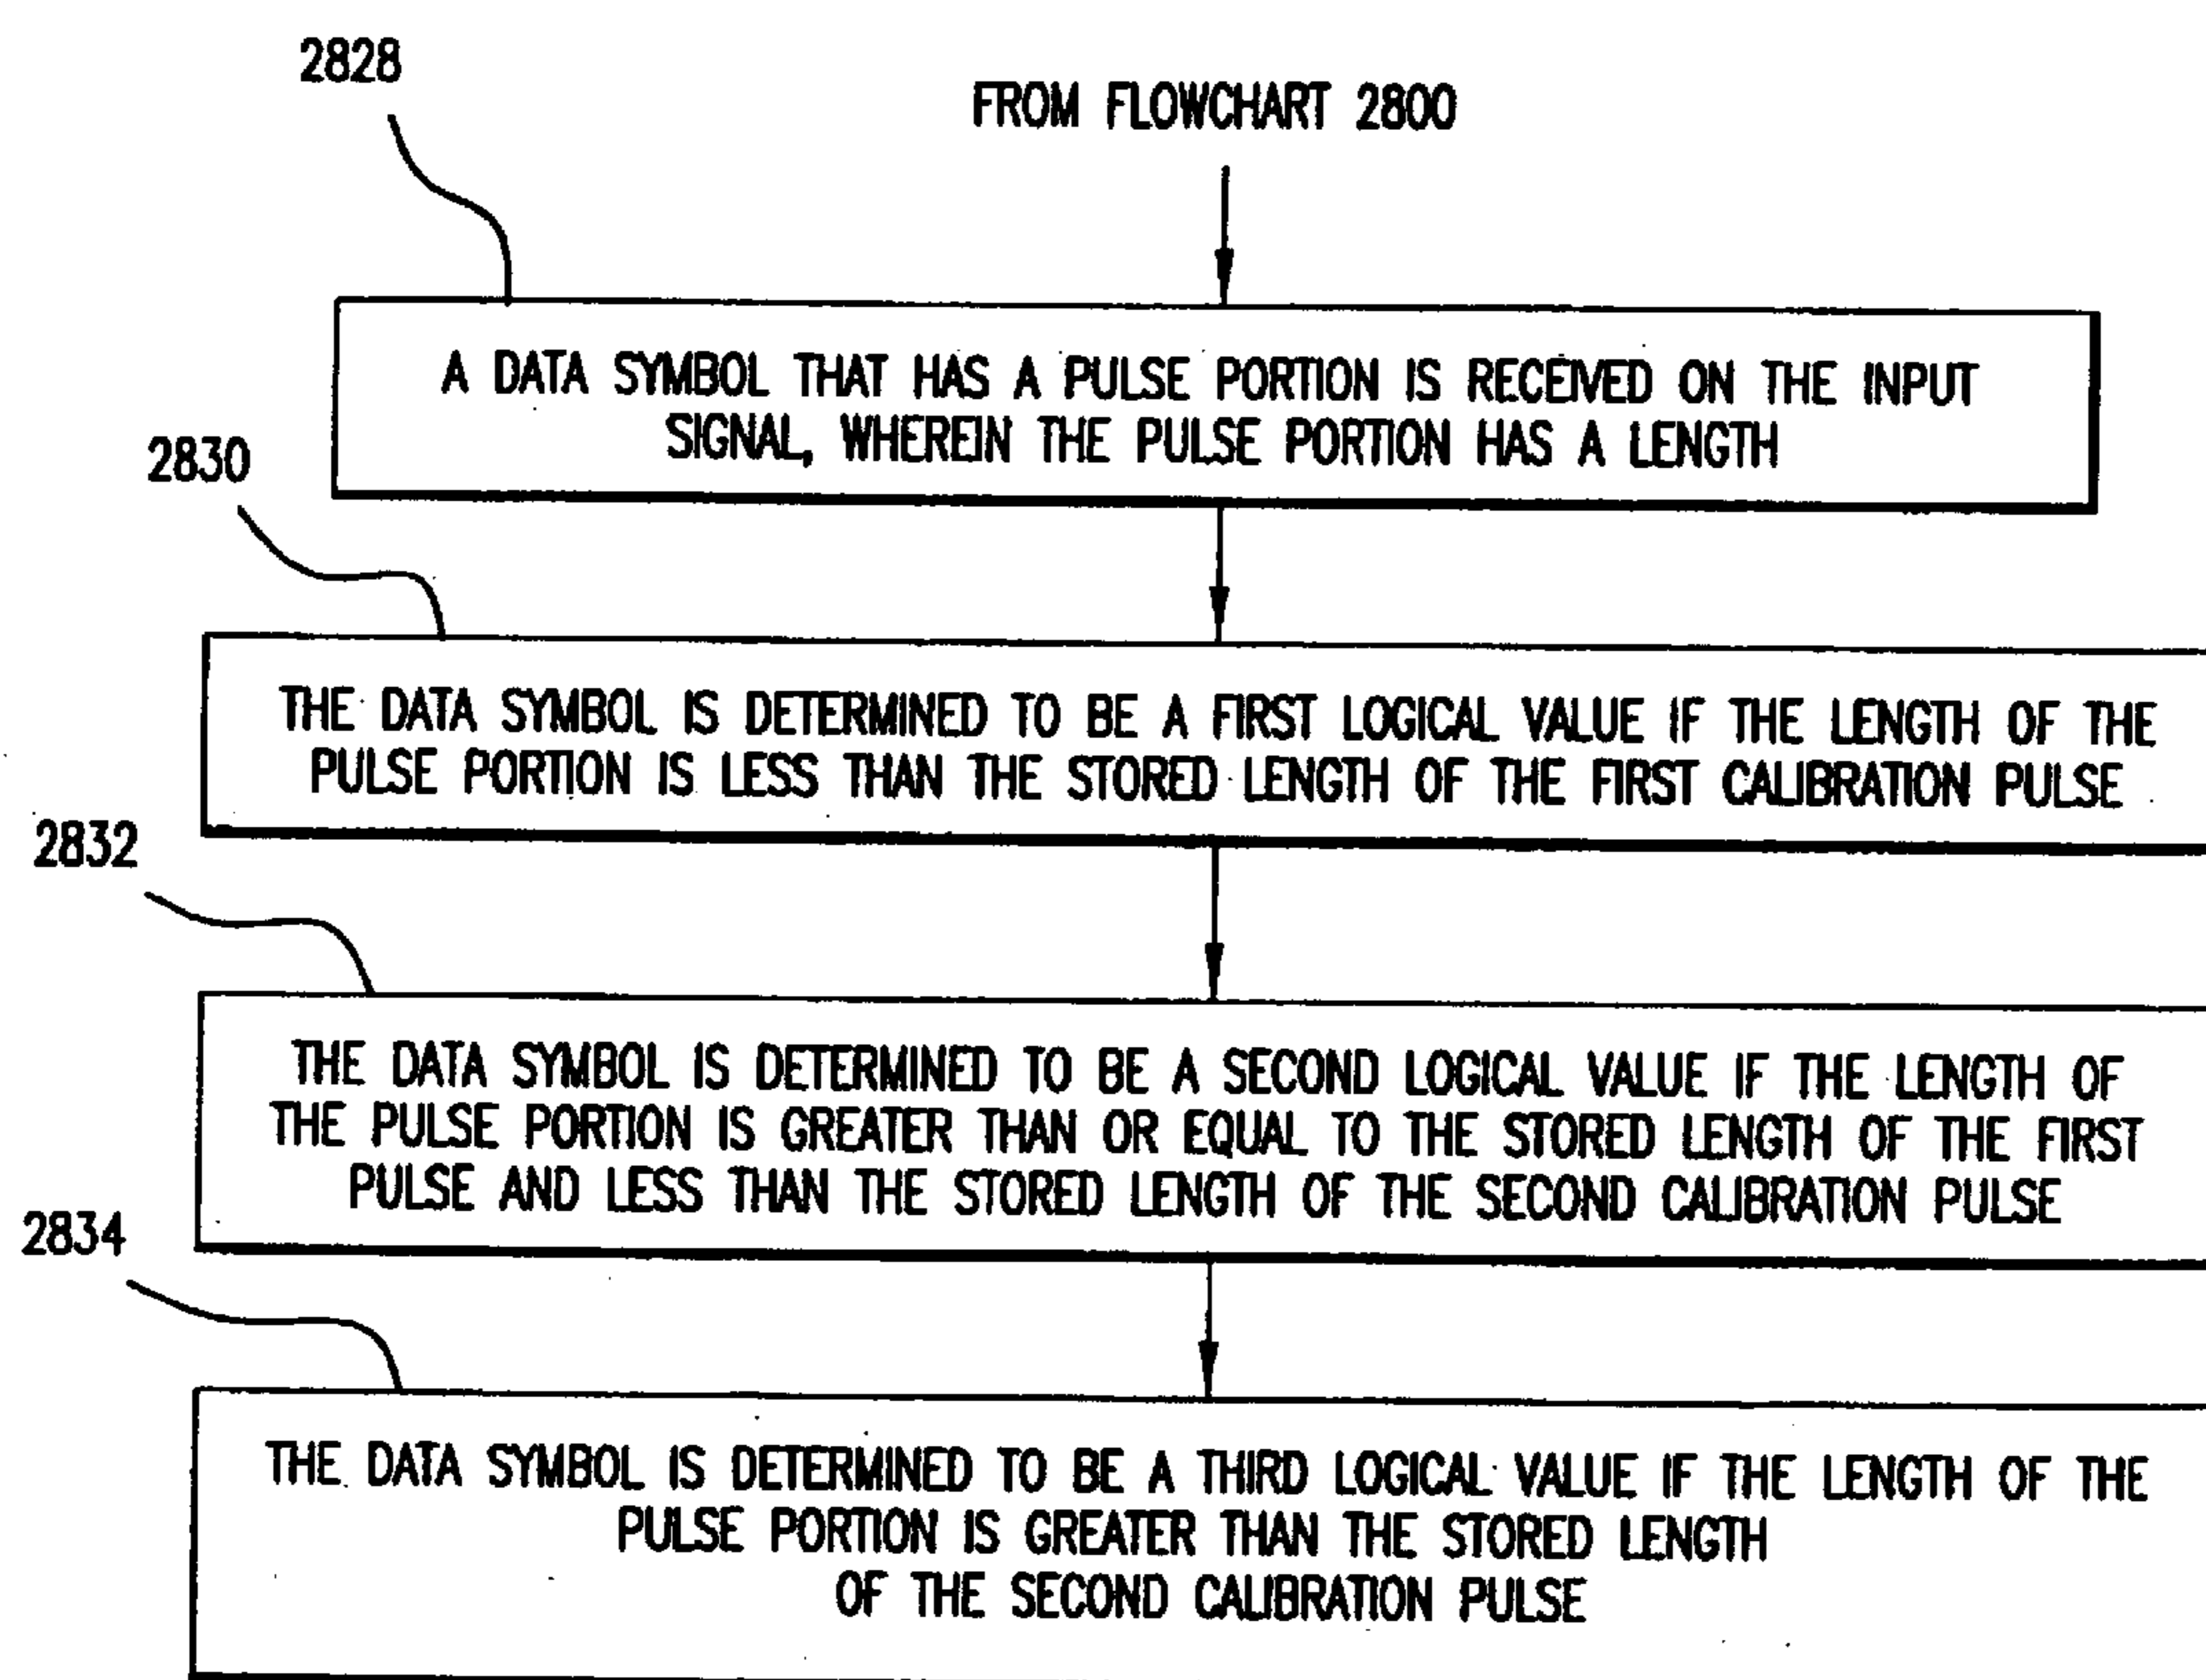 2828
FROM FLOWCHART 2800
A DATA SYMBOL THAT HAS A PULSE PORTION IS RECEIVED ON THE INPUT
SIGNAL, WHEREIN THE PULSE PORTION HAS A LENGTH
2830
THE DATA SYMBOL IS DETERMINED TO BE A FIRST LOGICAL VALUE IF THE LENGTH OF THE
PULSE PORTION IS LESS THAN THE STORED LENGTH OF THE FIRST CALIBRATION PULSE
2832
THE DATA SYMBOL IS DETERMINED TO BE A SECOND LOGICAL VALUE IF THE LENGTH OF
THE PULSE PORTION IS GREATER THAN OR EQUAL TO THE STORED LENGTH OF THE FIRST
PULSE AND LESS THAN THE STORED LENGTH OF THE SECOND CALIBRATION PULSE
2834
THE DATA SYMBOL IS DETERMINED TO BE A THIRD LOGICAL VALUE IF THE LENGTH OF THE
PULSE PORTION IS GREATER THAN THE STORED LENGTH
OF THE SECOND CALIBRATION PULSE